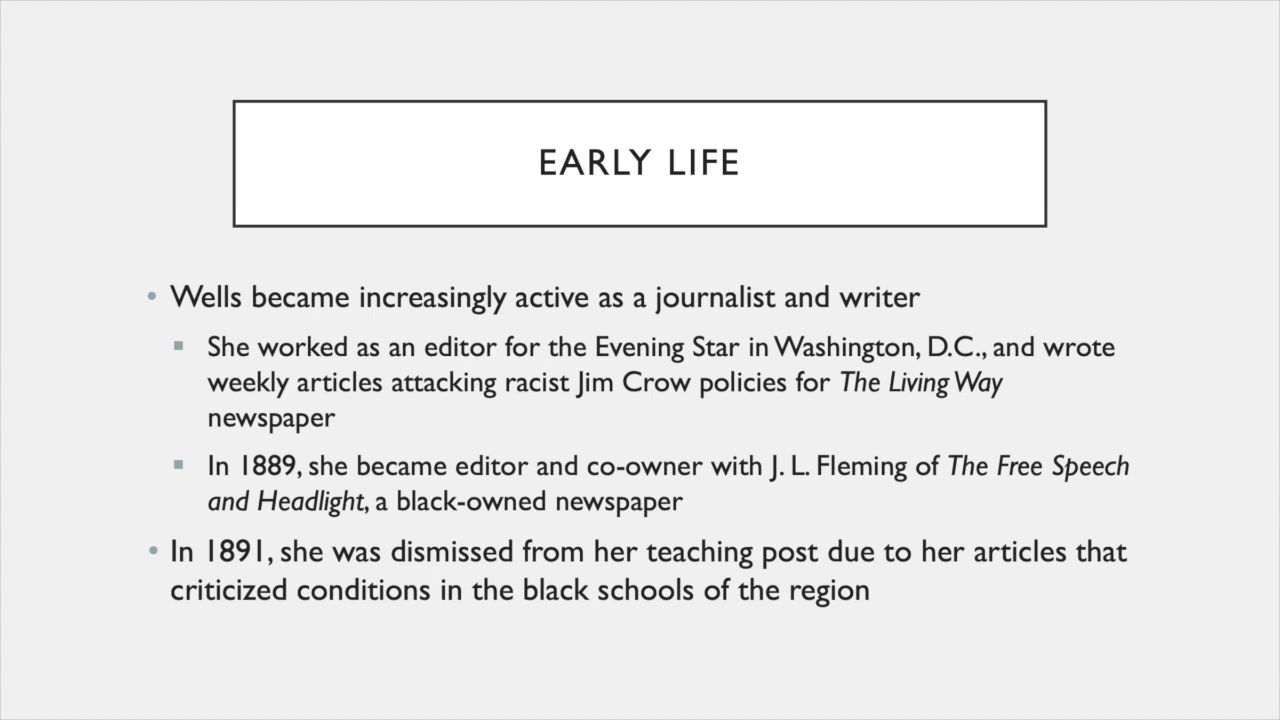 EARLY LIFE
• Wells became increasingly active as a journalist and writer
▪ She worked as an editor for the Evening Star in Washington, D.C., and wrote
weekly articles attacking racist Jim Crow policies for The Living Way
newspaper
▪ In 1889, she became editor and co-owner with J. L. Fleming of The Free Speech
and Headlight, a black-owned newspaper
• In 1891, she was dismissed from her teaching post due to her articles that
criticized conditions in the black schools of the region